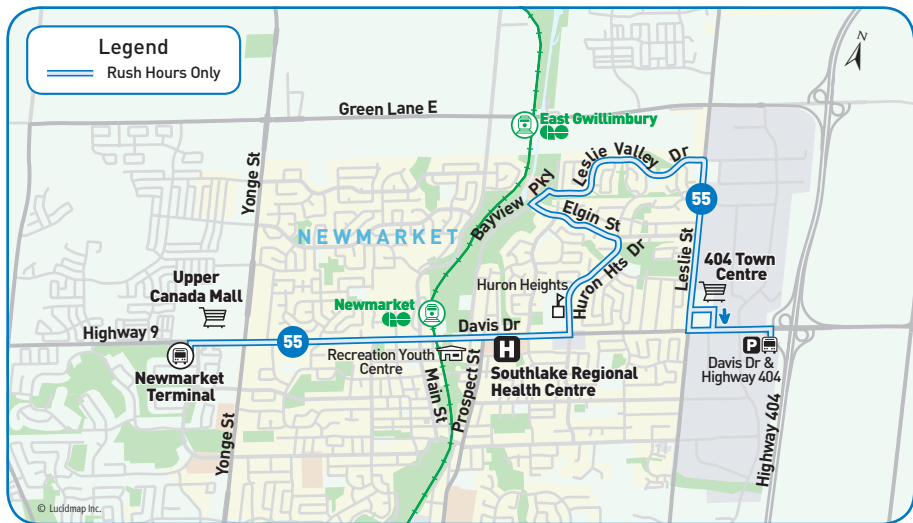 Legend
Rush Hours Only
N
Green Lane E
East Gwillimbury
GO
Yonge St
Leslie Valley Dr
Bayview Pky
55
Elgin St
NEWMARKET
Leslie St
404 Town
Centre
Upper
Canada Mall
Huron Heights
Huron Hts Dr
Newmarket
GO
Highway 9
Davis Dr
55
Recreation Youth
Centre
H
P
Newmarket
Terminal
Southlake Regional
Health Centre
Davis Dr &
Highway 404
Main St
Prospect St
Yonge St
Highway 404
© Lucidmap Inc.